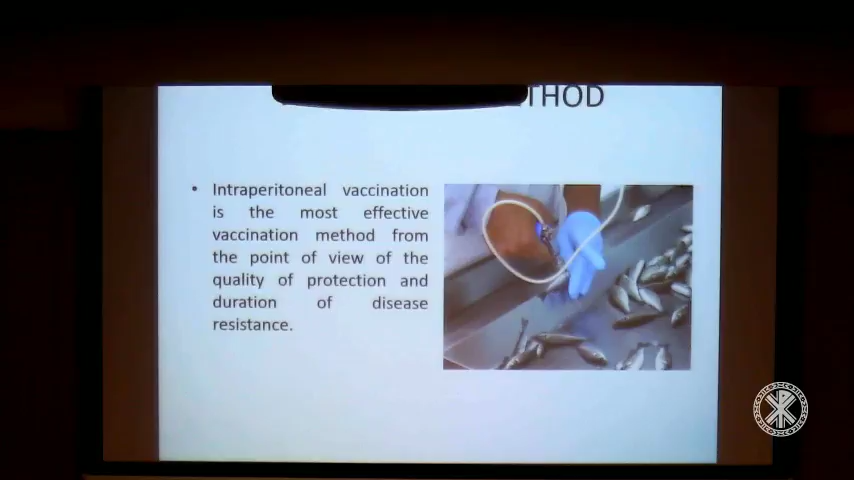 THOD
• Intraperitoneal vaccination
is the most effective
vaccination method from
the point of view of the
quality of protection and
duration of disease
resistance.